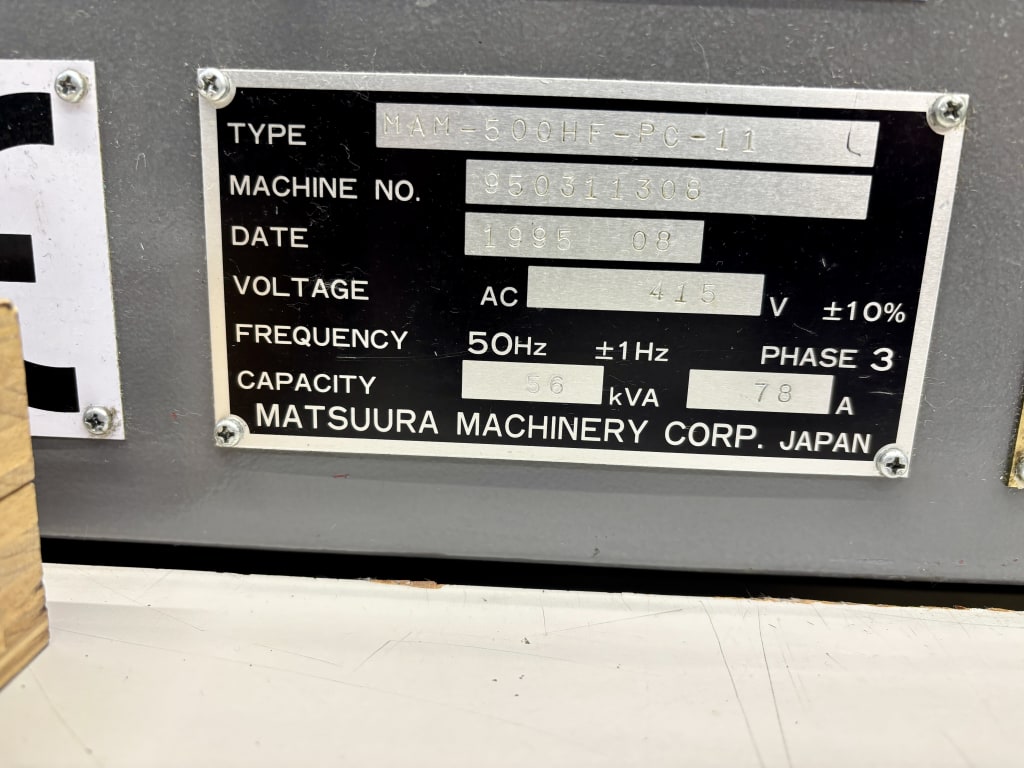 TYPE MAM-500HF-PC-11
MACHINE NO. 950311308
DATE 1995 08
VOLTAGE AC 415 V ±10%
FREQUENCY 50Hz ±1Hz PHASE 3
CAPACITY 56 kVA 78 A
MATSUURA MACHINERY CORP. JAPAN